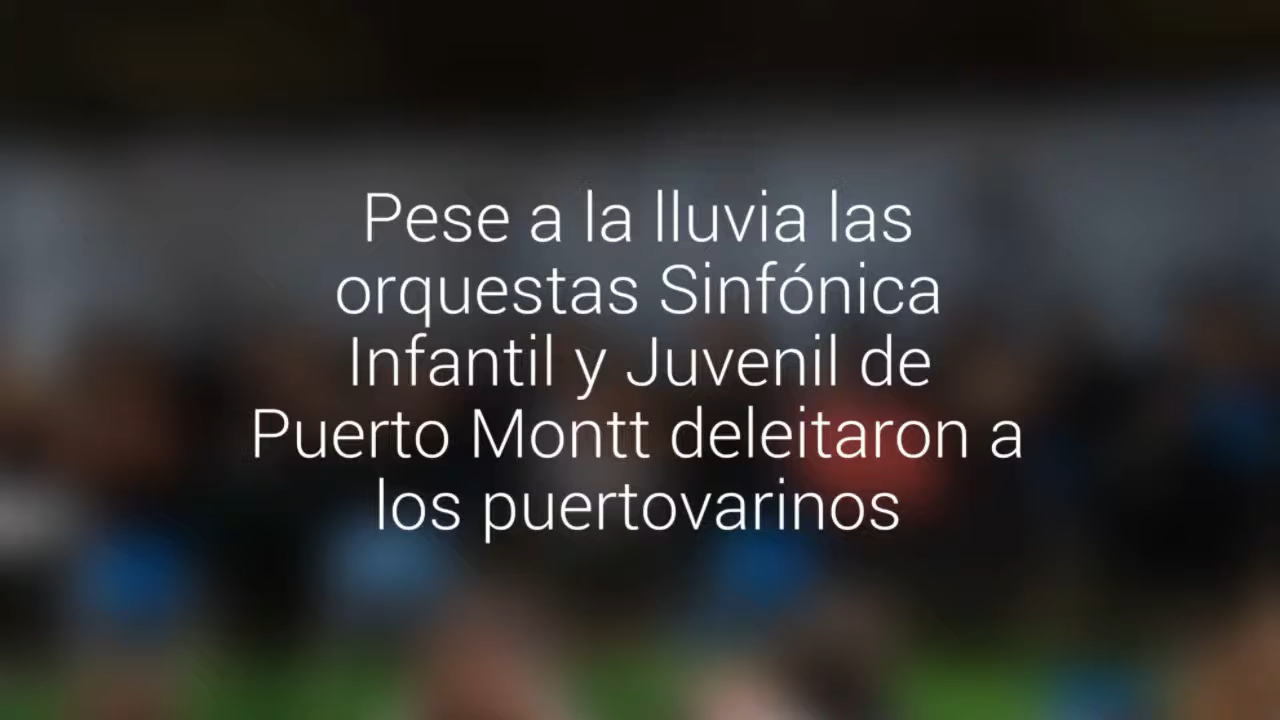 Pese a la lluvia las
orquestas Sinfónica
Infantil y Juvenil de
Puerto Montt deleitaron a
los puertovarinos